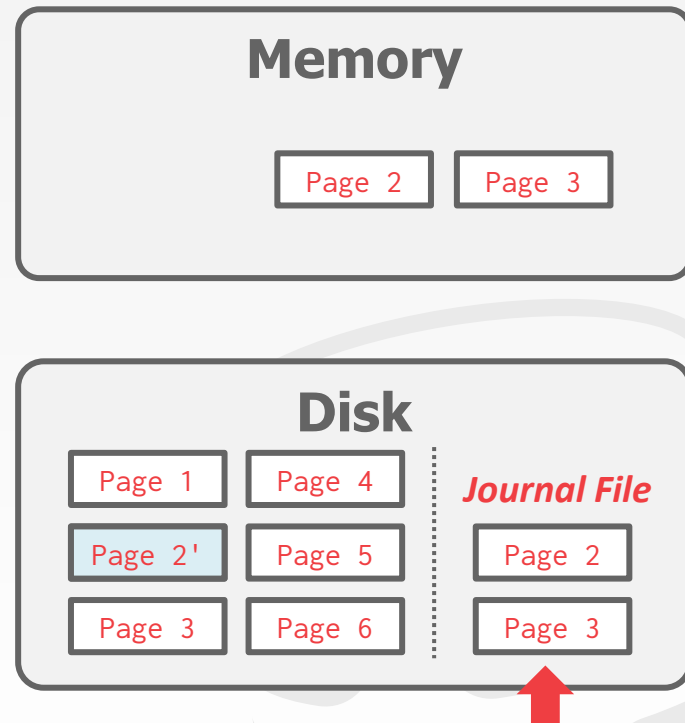 Memory
Page 2 Page 3
Disk
Page 1 Page 4
Journal File
Page 2' Page 5 Page 2
Page 3 Page 6 Page 3